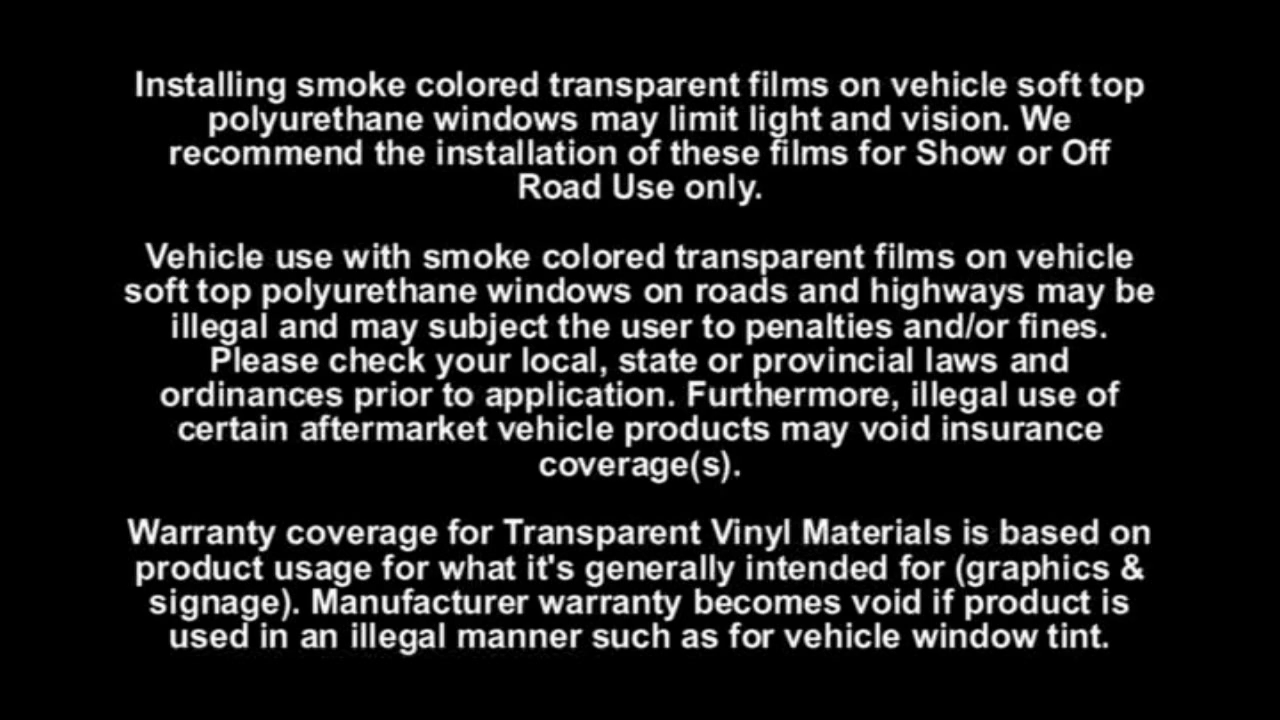 Installing smoke colored transparent films on vehicle soft top
polyurethane windows may limit light and vision. We
recommend the installation of these films for Show or Off
Road Use only.
Vehicle use with smoke colored transparent films on vehicle
soft top polyurethane windows on roads and highways may be
illegal and may subject the user to penalties and/or fines.
Please check your local, state or provincial laws and
ordinances prior to application. Furthermore, illegal use of
certain aftermarket vehicle products may void insurance
coverage(s).
Warranty coverage for Transparent Vinyl Materials is based on
product usage for what it's generally intended for (graphics &
signage). Manufacturer warranty becomes void if product is
used in an illegal manner such as for vehicle window tint.